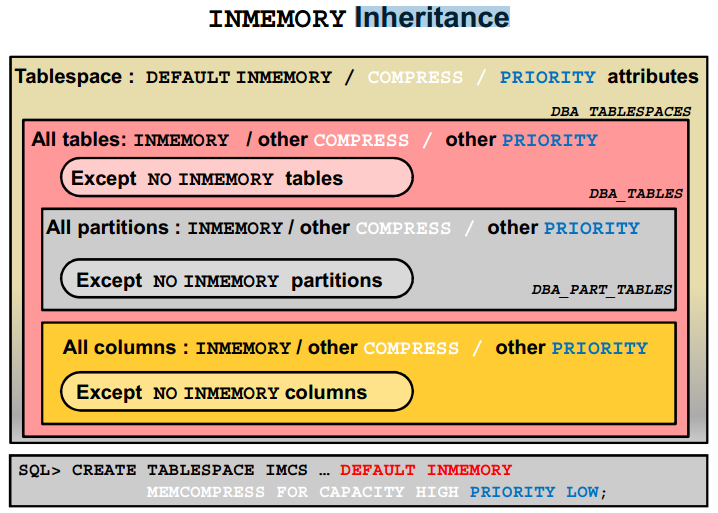 INMEMORY Inheritance
Tablespace : DEFAULT INMEMORY / COMPRESS / PRIORITY attributes
DBA_TABLESPACES
All tables: INMEMORY / other COMPRESS / other PRIORITY
Except NO INMEMORY tables
DBA_TABLES
All partitions : INMEMORY / other COMPRESS / other PRIORITY
Except NO INMEMORY partitions
DBA_PART_TABLES
All columns : INMEMORY / other COMPRESS / other PRIORITY
Except NO INMEMORY columns
SQL> CREATE TABLESPACE IMCS … DEFAULT INMEMORY
MEMCOMPRESS FOR CAPACITY HIGH PRIORITY LOW;